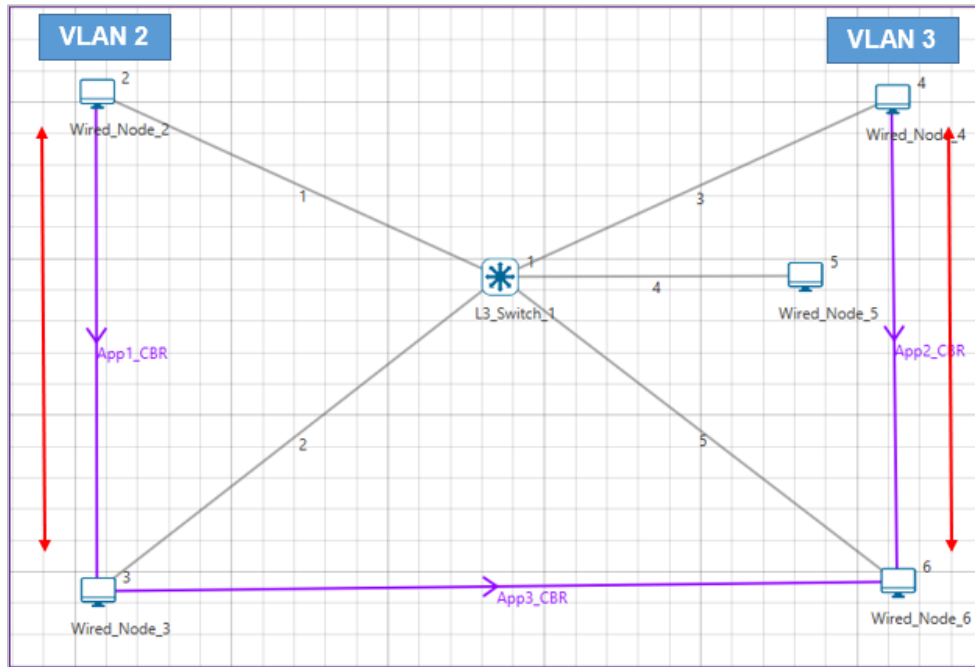 VLAN 2
VLAN 3
2
Wired_Node_2
4
Wired_Node_4
1
3
1
L3_Switch_1
5
4
Wired_Node_5
App1_CBR
App2_CBR
2
5
3
Wired_Node_3
App3_CBR
6
Wired_Node_6